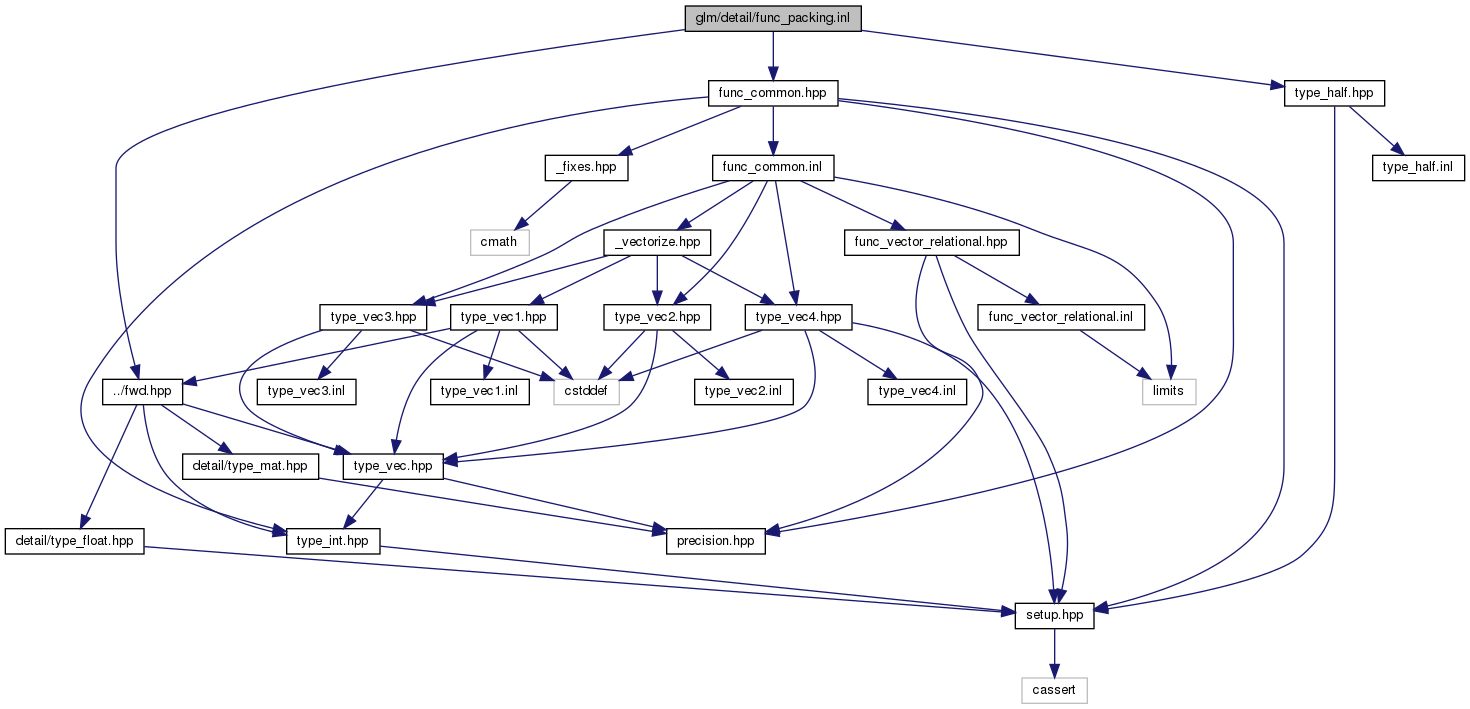 glm/detail/func_packing.inl
func_common.hpp
type_half.hpp
_fixes.hpp
func_common.inl
type_half.inl
cmath
_vectorize.hpp
func_vector_relational.hpp
type_vec3.hpp
type_vec1.hpp
type_vec2.hpp
type_vec4.hpp
func_vector_relational.inl
../fwd.hpp
type_vec3.inl
type_vec1.inl
cstddef
type_vec2.inl
type_vec4.inl
limits
detail/type_mat.hpp
type_vec.hpp
detail/type_float.hpp
type_int.hpp
precision.hpp
setup.hpp
cassert